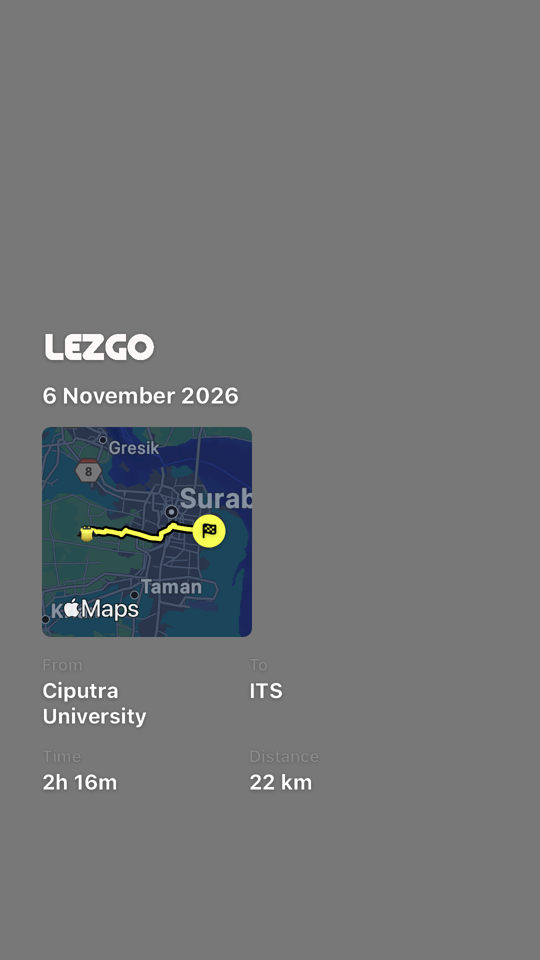 LEZGO
6 November 2026
Gresik
8
Surab
Taman
Maps
From
To
Ciputra
University
ITS
Time
Distance
2h 16m
22 km